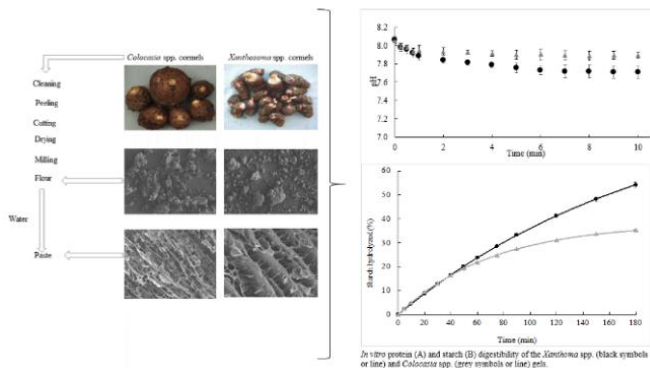 Colocasia spp. cormels
Xanthosoma spp. cormels
Cleaning
Peeling
Cutting
Drying
Milling
Flour
Water
Paste
8.2
8.0
7.8
7.6
7.4
7.2
7.0
pH
0
2
4
6
8
10
Time (min)
60
50
40
30
20
10
0
Starch hydrolized (%)
0
20
40
60
80
100
120
140
160
180
Time (min)
In vitro protein (A) and starch (B) digestibility of the Xanthoma spp. (black symbols
or line) and Colocasia spp. (grey symbols or line) gels.